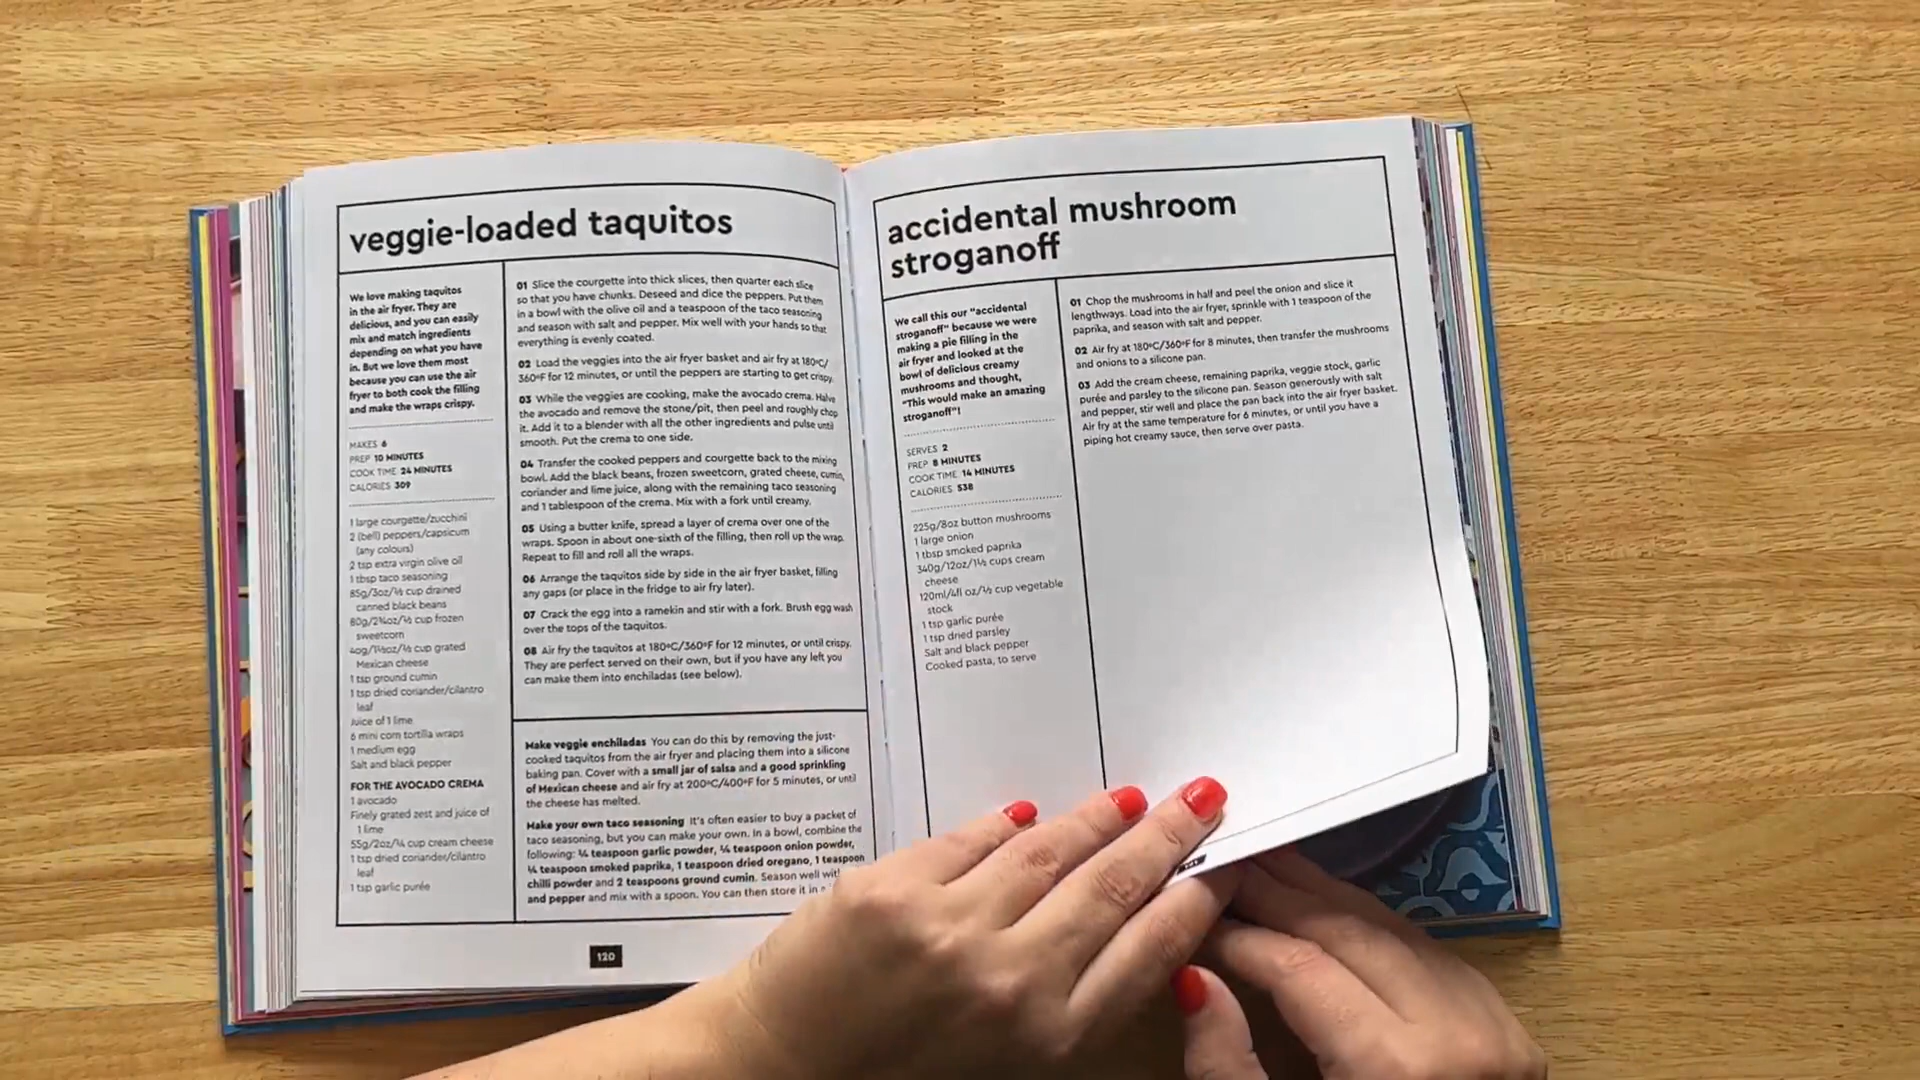 veggie-loaded taquitos
We love making taquitos
in the air fryer. They are
delicious, and you can easily
mix and match ingredients
depending on what you have
in. But we love them most
because you can use the air
fryer to both cook the filling
and make the wraps crispy.
MAKES 6
PREP 10 MINUTES
COOK TIME 24 MINUTES
CALORIES 309
1 large courgette/zucchini
2 (bell) peppers/capsicum
(any colours)
2 tsp extra virgin olive oil
1 tbsp taco seasoning
85g/3oz/½ cup drained
canned black beans
80g/2¾oz/½ cup frozen
sweetcorn
40g/1½oz/½ cup grated
Mexican cheese
1 tsp ground cumin
1 tsp dried coriander/cilantro
leaf
Juice of 1 lime
6 mini corn tortilla wraps
1 medium egg
Salt and black pepper
FOR THE AVOCADO CREMA
1 avocado
Finely grated zest and juice of
1 lime
55g/2oz/¼ cup cream cheese
1 tsp dried coriander/cilantro
leaf
1 tsp garlic purée
01 Slice the courgette into thick slices, then quarter each slice
so that you have chunks. Deseed and dice the peppers. Put them
in a bowl with the olive oil and a teaspoon of the taco seasoning
and season with salt and pepper. Mix well with your hands so that
everything is evenly coated.
02 Load the veggies into the air fryer basket and air fry at 180ºC/
360ºF for 12 minutes, or until the peppers are starting to get crispy.
03 While the veggies are cooking, make the avocado crema. Halve
the avocado and remove the stone/pit, then peel and roughly chop
it. Add it to a blender with all the other ingredients and pulse until
smooth. Put the crema to one side.
04 Transfer the cooked peppers and courgette back to the mixing
bowl. Add the black beans, frozen sweetcorn, grated cheese, cumin,
coriander and lime juice, along with the remaining taco seasoning
and 1 tablespoon of the crema. Mix with a fork until creamy.
05 Using a butter knife, spread a layer of crema over one of the
wraps. Spoon in about one-sixth of the filling, then roll up the wrap.
Repeat to fill and roll all the wraps.
06 Arrange the taquitos side by side in the air fryer basket, filling
any gaps (or place in the fridge to air fry later).
07 Crack the egg into a ramekin and stir with a fork. Brush egg wash
over the tops of the taquitos.
08 Air fry the taquitos at 180ºC/360ºF for 12 minutes, or until crispy.
They are perfect served on their own, but if you have any left you
can make them into enchiladas (see below).
Make veggie enchiladas You can do this by removing the just-
cooked taquitos from the air fryer and placing them into a silicone
baking pan. Cover with a small jar of salsa and a good sprinkling
of Mexican cheese and air fry at 200ºC/400ºF for 5 minutes, or until
the cheese has melted.
Make your own taco seasoning It's often easier to buy a packet of
taco seasoning, but you can make your own. In a bowl, combine the
following: ¼ teaspoon garlic powder, ¼ teaspoon onion powder,
¼ teaspoon smoked paprika, 1 teaspoon dried oregano, 1 teaspoon
chilli powder and 2 teaspoons ground cumin. Season well with
and pepper and mix with a spoon. You can then store it in
120
accidental mushroom
stroganoff
We call this our "accidental
stroganoff" because we were
making a pie filling in the
air fryer and looked at the
bowl of delicious creamy
mushrooms and thought,
"This would make an amazing
stroganoff"!
SERVES 2
PREP 8 MINUTES
COOK TIME 14 MINUTES
CALORIES 538
225g/8oz button mushrooms
1 large onion
1 tbsp smoked paprika
340g/12oz/1½ cups cream
cheese
120ml/4fl oz/½ cup vegetable
stock
1 tsp garlic purée
1 tsp dried parsley
Salt and black pepper
Cooked pasta, to serve
01 Chop the mushrooms in half and peel the onion and slice it
lengthways. Load into the air fryer, sprinkle with 1 teaspoon of the
paprika, and season with salt and pepper.
02 Air fry at 180ºC/360ºF for 8 minutes, then transfer the mushrooms
and onions to a silicone pan.
03 Add the cream cheese, remaining paprika, veggie stock, garlic
purée and parsley to the silicone pan. Season generously with salt
and pepper, stir well and place the pan back into the air fryer basket.
Air fry at the same temperature for 6 minutes, or until you have a
piping hot creamy sauce, then serve over pasta.